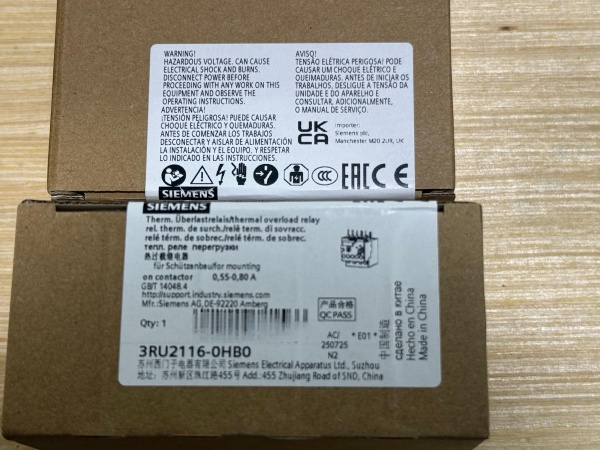 WARNING!
HAZARDOUS VOLTAGE. CAN CAUSE
ELECTRICAL SHOCK AND BURNS.
DISCONNECT POWER BEFORE
PROCEEDING WITH ANY WORK ON THIS
EQUIPMENT AND OBSERVE THE
OPERATING INSTRUCTIONS.
ADVERTENCIA!
¡TENSIÓN PELIGROSA! PUEDE CAUSAR
CHOQUE ELÉCTRICO Y QUEMADURAS.
ANTES DE COMENZAR LOS TRABAJOS
DESCONECTAR Y AISLAR DE ALIMENTACIÓN
LA INSTALACIÓN Y EL EQUIPO. Y RESPETAR
LO INDICADO EN LAS INSTRUCCIONES.
AVISO!
TENSÃO ELÉTRICA PERIGOSA! PODE
CAUSAR UM CHOQUE ELÉTRICO E
QUEIMADURAS. ANTES DE INICIAR OS
TRABALHOS, DESLIGUE A TENSÃO DA
UNIDADE E DO APARELHO E
CONSULTAR, ADICIONALMENTE,
O MANUAL DE SERVIÇO.
UK
CA
Importer:
Siemens plc,
Manchester M20 2UR, UK
CCC
EAC
CE
SIEMENS
SIEMENS
Therm. Überlastrelais/thermal overload relay
rel. therm. de surch./relè term. di sovracc.
relé térm. de sobrec./relé térm. de sobrec.
тепл. реле перегрузки
热过载继电器
für Schützanbau/for mounting
on contactor 0,55-0,80 A
GB/T 14048.4
http://support.industry.siemens.com
Mfr.:Siemens AG,DE-92220 Amberg
Qty: 1
产品合格
QC PASS
AC/ * E01 *
250725
N2
3RU2116-0HB0
苏州西门子电器有限公司 Siemens Electrical Apparatus Ltd., Suzhou
地址: 苏州新区珠江路455号 Add.:455 Zhujiang Road of SND, China
中国制造
сделано в китае
Hecho en China
Made in China